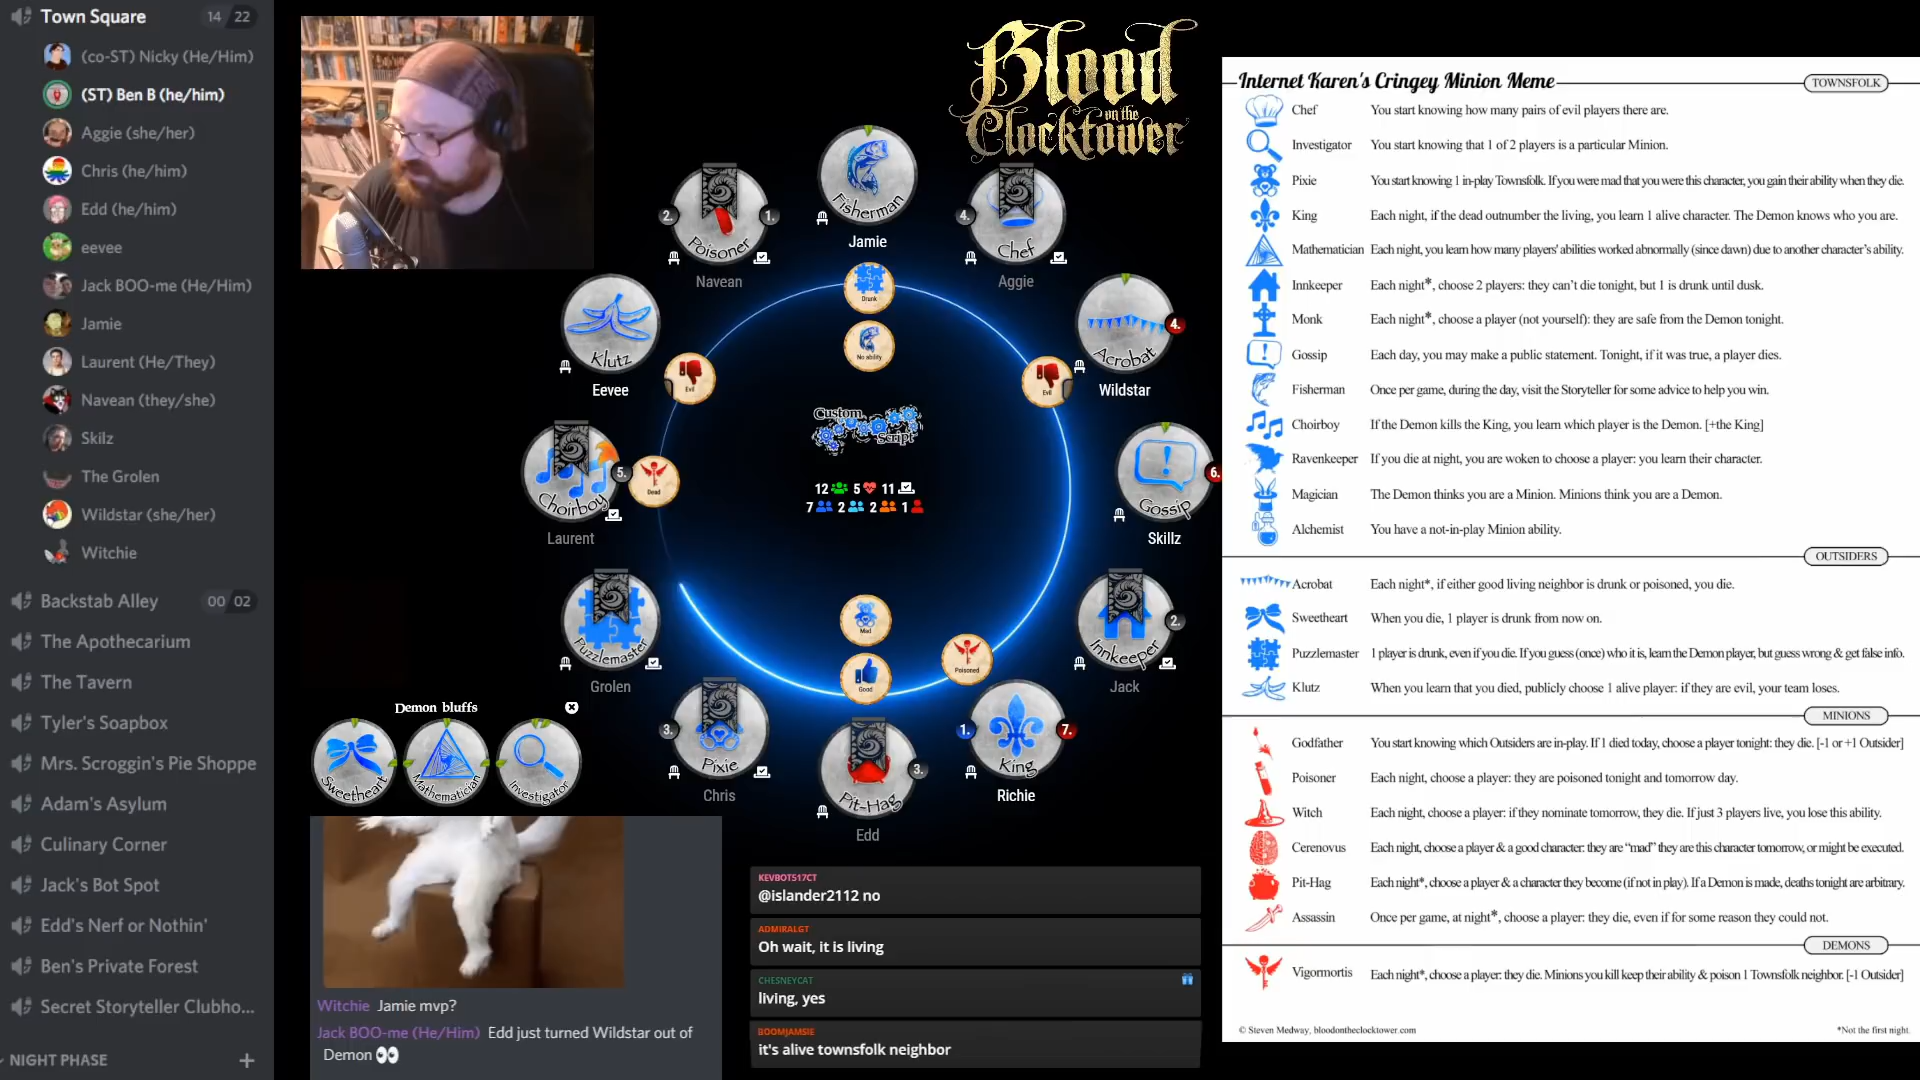 Town Square 14 / 22
(co-ST) Nicky (He/Him)
(ST) Ben B (he/him)
Aggie (she/her)
Chris (he/him)
Edd (he/him)
eevee
Jack BOO-me (He/Him)
Jamie
Laurent (He/They)
Navean (they/she)
Skilz
The Grolen
Wildstar (she/her)
Witchie
Backstab Alley 00 / 02
The Apothecarium
The Tavern
Tyler's Soapbox
Mrs. Scroggin's Pie Shoppe
Adam's Asylum
Culinary Corner
Jack's Bot Spot
Edd's Nerf or Nothin'
Ben's Private Forest
Secret Storyteller Clubho...
NIGHT PHASE +
Blood
on the
Clocktower
Fisherman
Jamie
4.
Chef
Aggie
Acrobat
4.
Wildstar
Gossip
6.
Skillz
Innkeeper
2.
Jack
1.
King
7.
Richie
Pit-Hag
3.
Edd
3.
Pixie
Chris
Puzzlemaster
Grolen
Choirboy
5.
Laurent
Klutz
Eevee
2.
Poisoner
1.
Navean
Drunk
No ability
Evil
Evil
Dead
Mad
Good
Poisoned
Custom
Script
12 5 11
7 2 2 1
Demon bluffs
Sweetheart
Mathematician
Investigator
Witchie Jamie mvp?
Jack BOO-me (He/Him) Edd just turned Wildstar out of
Demon 👀
KEVBOT517CT
@islander2112 no
ADMIRALGT
Oh wait, it is living
CHESNEYCAT
living, yes
BOOMJAMSIE
it's alive townsfolk neighbor
Internet Karen's Cringey Minion Meme
TOWNSFOLK
Chef You start knowing how many pairs of evil players there are.
Investigator You start knowing that 1 of 2 players is a particular Minion.
Pixie You start knowing 1 in-play Townsfolk. If you were mad that you were this character, you gain their ability when they die.
King Each night, if the dead outnumber the living, you learn 1 alive character. The Demon knows who you are.
Mathematician Each night, you learn how many players' abilities worked abnormally (since dawn) due to another character's ability.
Innkeeper Each night*, choose 2 players: they can't die tonight, but 1 is drunk until dusk.
Monk Each night*, choose a player (not yourself): they are safe from the Demon tonight.
Gossip Each day, you may make a public statement. Tonight, if it was true, a player dies.
Fisherman Once per game, during the day, visit the Storyteller for some advice to help you win.
Choirboy If the Demon kills the King, you learn which player is the Demon. [+the King]
Ravenkeeper If you die at night, you are woken to choose a player: you learn their character.
Magician The Demon thinks you are a Minion. Minions think you are a Demon.
Alchemist You have a not-in-play Minion ability.
OUTSIDERS
Acrobat Each night*, if either good living neighbor is drunk or poisoned, you die.
Sweetheart When you die, 1 player is drunk from now on.
Puzzlemaster 1 player is drunk, even if you die. If you guess (once) who it is, learn the Demon player, but guess wrong & get false info.
Klutz When you learn that you died, publicly choose 1 alive player: if they are evil, your team loses.
MINIONS
Godfather You start knowing which Outsiders are in-play. If 1 died today, choose a player tonight: they die. [-1 or +1 Outsider]
Poisoner Each night, choose a player: they are poisoned tonight and tomorrow day.
Witch Each night, choose a player: if they nominate tomorrow, they die. If just 3 players live, you lose this ability.
Cerenovus Each night, choose a player & a good character: they are "mad" they are this character tomorrow, or might be executed.
Pit-Hag Each night*, choose a player & a character they become (if not in play). If a Demon is made, deaths tonight are arbitrary.
Assassin Once per game, at night*, choose a player: they die, even if for some reason they could not.
DEMONS
Vigormortis Each night*, choose a player: they die. Minions you kill keep their ability & poison 1 Townsfolk neighbor. [-1 Outsider]
© Steven Medway, bloodontheclocktower.com *Not the first night.